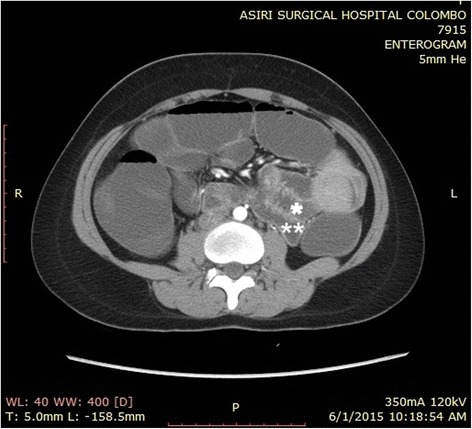 ASIRI SURGICAL HOSPITAL COLOMBO
7915
ENTEROGRAM
5mm He
R
L
*
**
WL: 40 WW: 400 [D]
T: 5.0mm L: -158.5mm
P
350mA 120kV
6/1/2015 10:18:54 AM